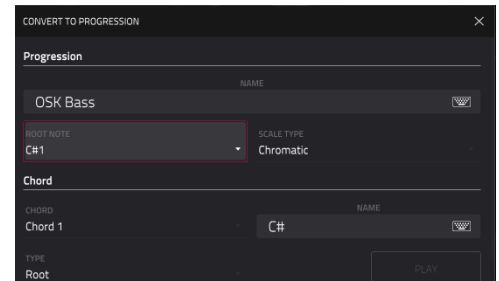 CONVERT TO PROGRESSION
Progression
NAME
OSK Bass
ROOT NOTE
SCALE TYPE
C#1
Chromatic
Chord
CHORD
NAME
Chord 1
C#
TYPE
Root
PLAY